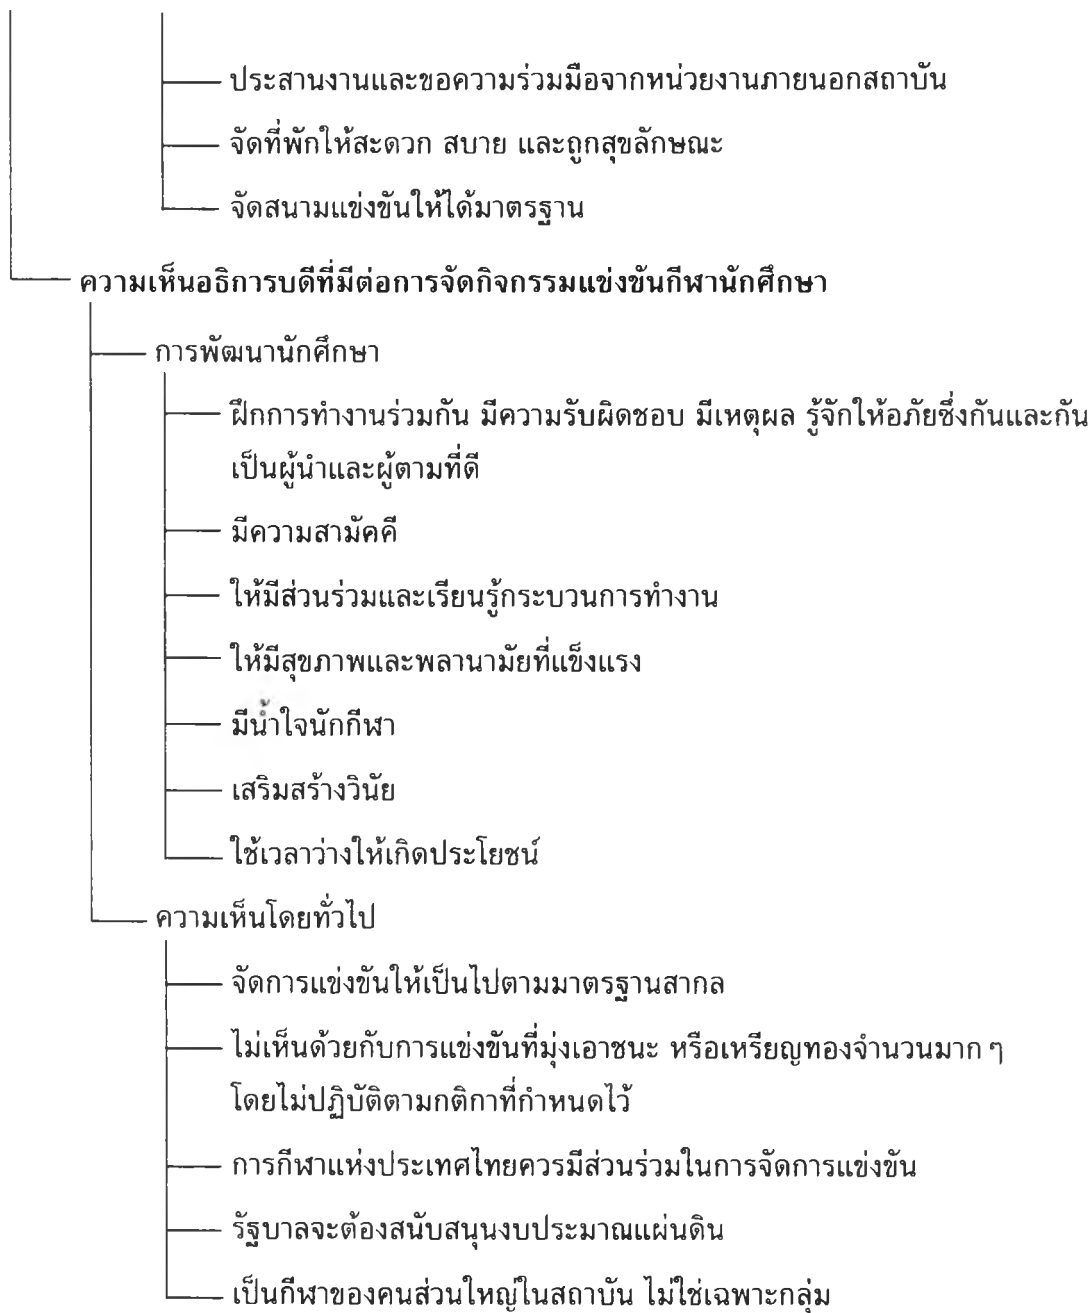 ประสานงานและขอความร่วมมือจากหน่วยงานภายนอกสถาบัน
จัดที่พักให้สะดวก สบาย และถูกสุขลักษณะ
จัดสนามแข่งขันให้ได้มาตรฐาน
ความเห็นอธิการบดีที่มีต่อการจัดกิจกรรมแข่งขันกีฬานักศึกษา
การพัฒนานักศึกษา
ฝึกการทำงานร่วมกัน มีความรับผิดชอบ มีเหตุผล รู้จักให้อภัยซึ่งกันและกัน
เป็นผู้นำและผู้ตามที่ดี
มีความสามัคคี
ให้มีส่วนร่วมและเรียนรู้กระบวนการทำงาน
ให้มีสุขภาพและพลานามัยที่แข็งแรง
มีน้ำใจนักกีฬา
เสริมสร้างวินัย
ใช้เวลาว่างให้เกิดประโยชน์
ความเห็นโดยทั่วไป
จัดการแข่งขันให้เป็นไปตามมาตรฐานสากล
ไม่เห็นด้วยกับการแข่งขันที่มุ่งเอาชนะ หรือเหรียญทองจำนวนมาก ๆ
โดยไม่ปฏิบัติตามกติกาที่กำหนดไว้
การกีฬาแห่งประเทศไทยควรมีส่วนร่วมในการจัดการแข่งขัน
รัฐบาลจะต้องสนับสนุนงบประมาณแผ่นดิน
เป็นกีฬาของคนส่วนใหญ่ในสถาบัน ไม่ใช่เฉพาะกลุ่ม